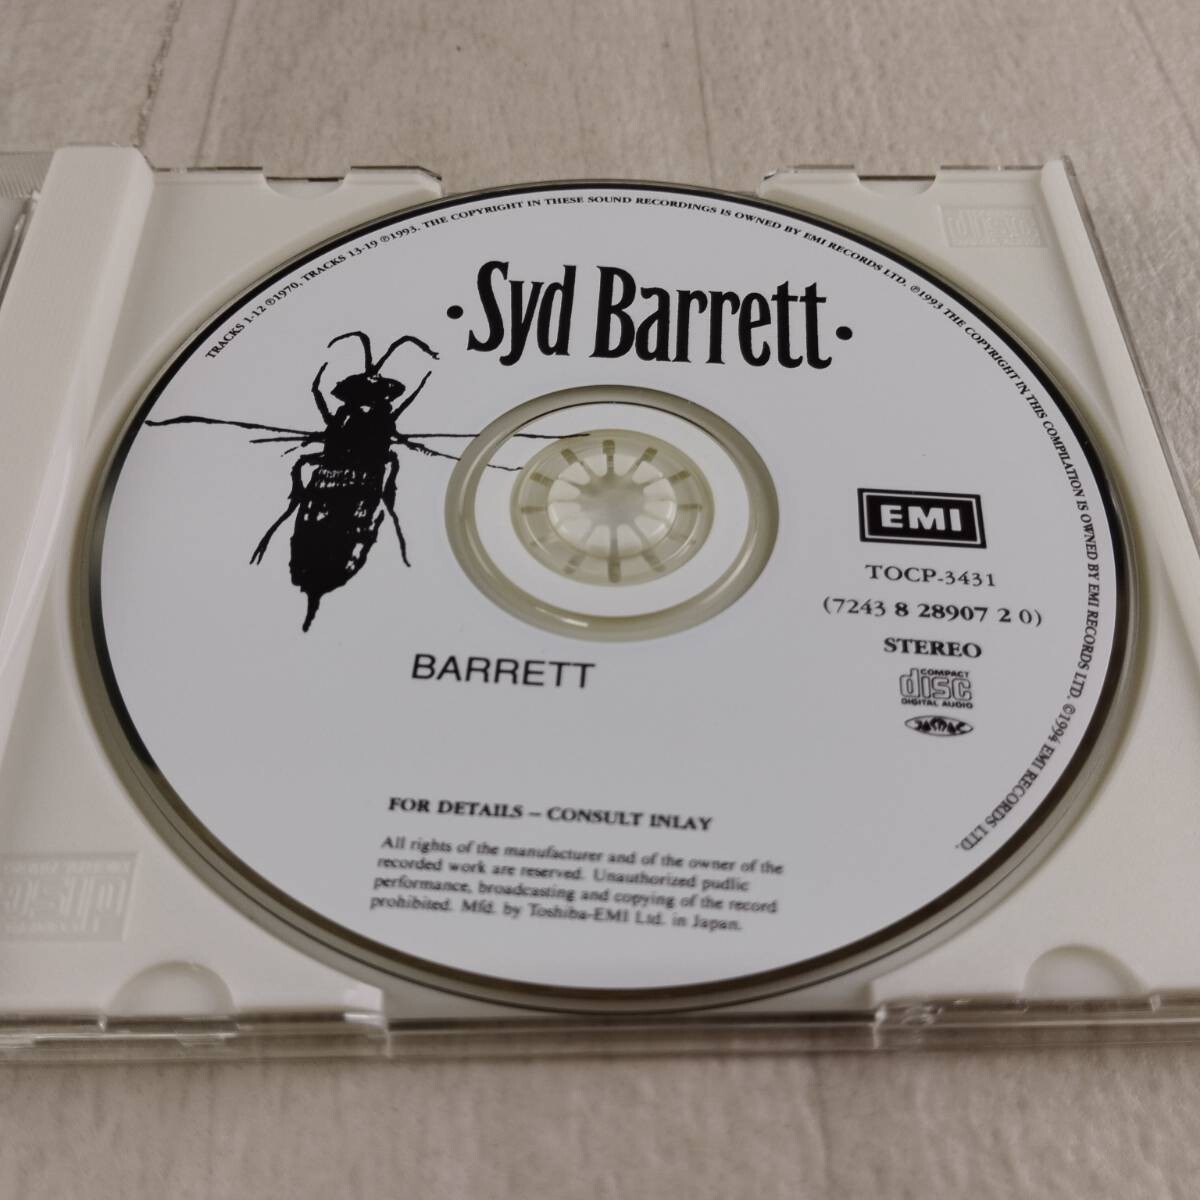 TRACKS 1-12 ℗1970, TRACKS 13-19 ℗1993. THE COPYRIGHT IN THESE SOUND RECORDINGS IS OWNED BY EMI RECORDS LTD. ℗1993 THE COPYRIGHT IN THIS COMPILATION IS OWNED BY EMI RECORDS LTD. ©1994 EMI RECORDS LTD.
·Syd Barrett·
EMI
TOCP-3431
(7243 8 28907 2 0)
STEREO
COMPACT
disc
DIGITAL AUDIO
BARRETT
FOR DETAILS – CONSULT INLAY
All rights of the manufacturer and of the owner of the
recorded work are reserved. Unauthorized pudlic
performance, broadcasting and copying of the record
prohibited. Mfd. by Toshiba-EMI Ltd. in Japan.